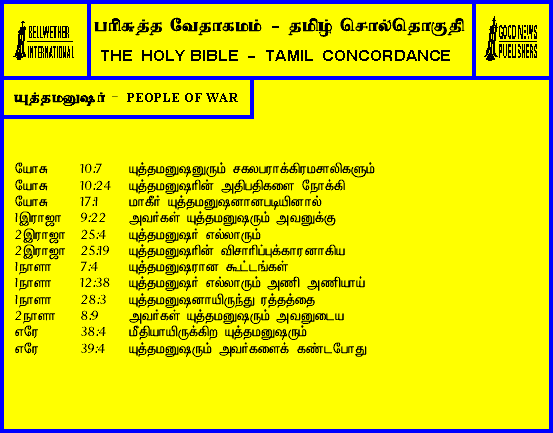 BELLWETHER
INTERNATIONAL
பரிசுத்த வேதாகமம் - தமிழ் சொல்தொகுதி
THE HOLY BIBLE - TAMIL CONCORDANCE
GOOD NEWS
PUBLISHERS
யுத்தமனுஷர் - PEOPLE OF WAR
யோசு 10:7 யுத்தமனுஷனுரும் சகலபராக்கிரமசாலிகளும்
யோசு 10:24 யுத்தமனுஷரின் அதிபதிகளை நோக்கி
யோசு 17:1 மாகீர் யுத்தமனுஷனானபடியினால்
1இராஜா 9:22 அவர்கள் யுத்தமனுஷரும் அவனுக்கு
2இராஜா 25:4 யுத்தமனுஷர் எல்லாரும்
2இராஜா 25:19 யுத்தமனுஷரின் விசாரிப்புக்காரனாகிய
1நாளா 7:4 யுத்தமனுஷரான கூட்டங்கள்
1நாளா 12:38 யுத்தமனுஷர் எல்லாரும் அணி அணியாய்
1நாளா 28:3 யுத்தமனுஷனாயிருந்து ரத்தத்தை
2நாளா 8:9 அவர்கள் யுத்தமனுஷரும் அவனுடைய
எரே 38:4 மீதியாயிருக்கிற யுத்தமனுஷரும்
எரே 39:4 யுத்தமனுஷரும் அவர்களைக் கண்டபோது